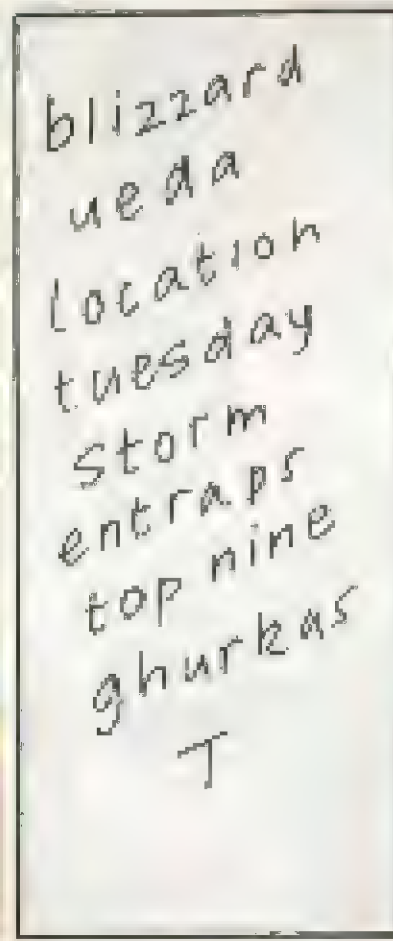 blizzard
ueda
location
tuesday
storm
entraps
top nine
ghurkas
T